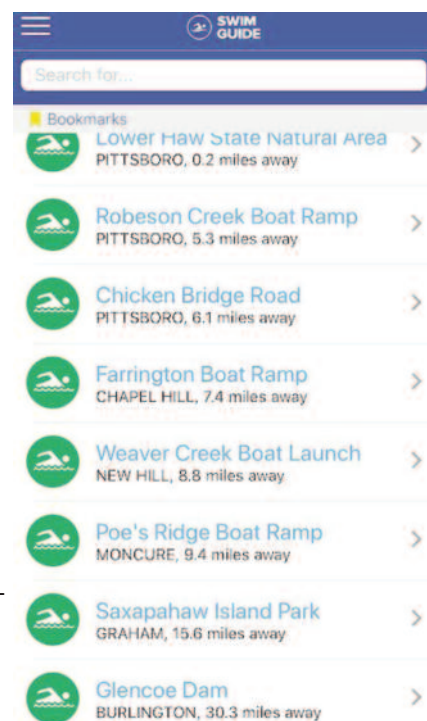 SWIM
GUIDE
Search for...
Bookmarks
Lower Haw State Natural Area
PITTSBORO, 0.2 miles away
Robeson Creek Boat Ramp
PITTSBORO, 5.3 miles away
Chicken Bridge Road
PITTSBORO, 6.1 miles away
Farrington Boat Ramp
CHAPEL HILL, 7.4 miles away
Weaver Creek Boat Launch
NEW HILL, 8.8 miles away
Poe's Ridge Boat Ramp
MONCURE, 9.4 miles away
Saxapahaw Island Park
GRAHAM, 15.6 miles away
Glencoe Dam
BURLINGTON, 30.3 miles away